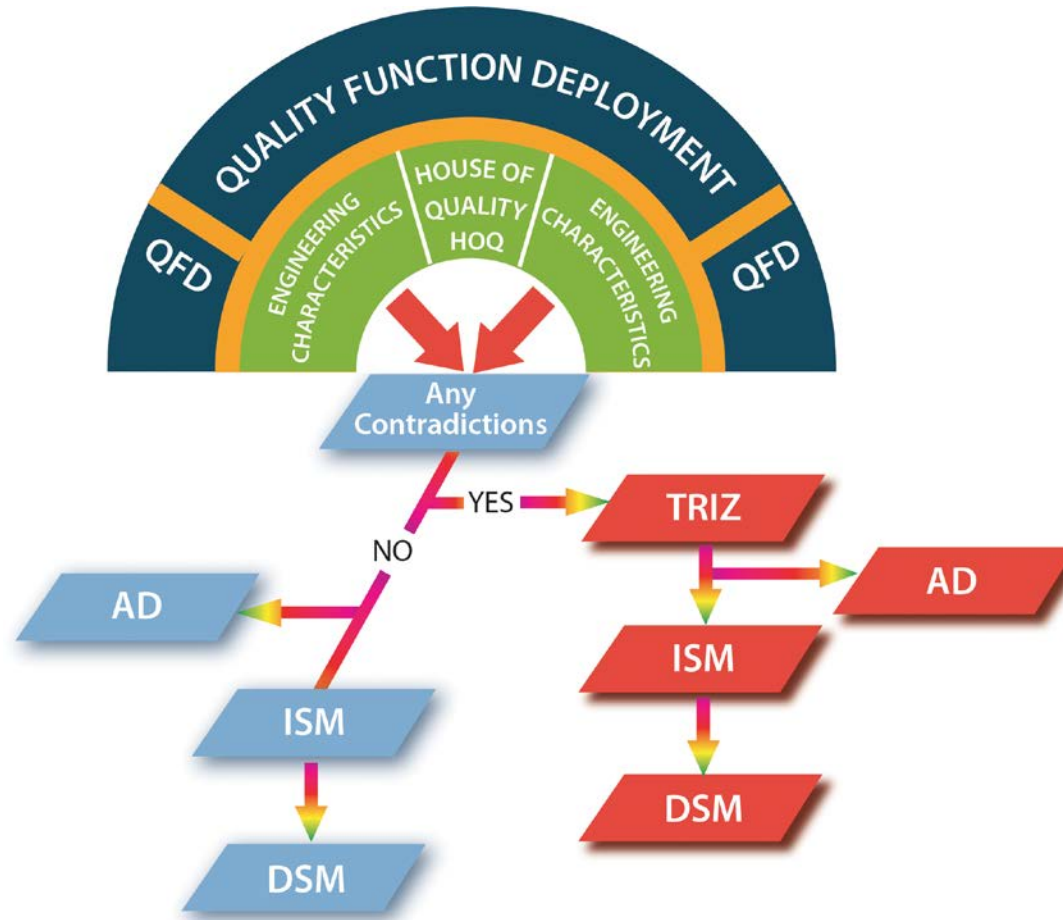 QUALITY FUNCTION DEPLOYMENT
QFD
ENGINEERING
CHARACTERISTICS
HOUSE OF
QUALITY
HOQ
ENGINEERING
CHARACTERISTICS
QFD
Any
Contradictions
YES
TRIZ
NO
AD
AD
ISM
ISM
DSM
DSM